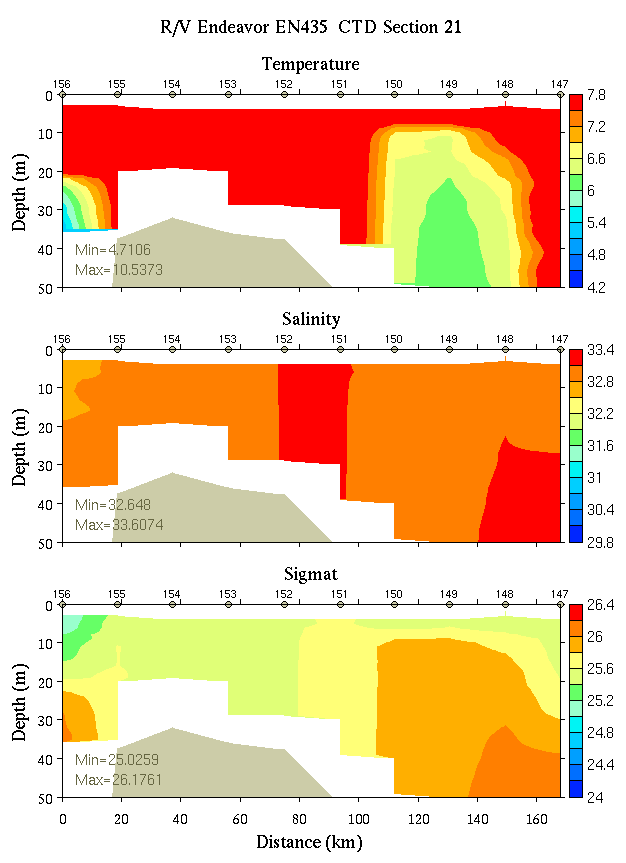 R/V Endeavor EN435 CTD Section 21
Temperature
156 155 154 153 152 151 150 149 148 147
0
10
20
30
40
50
Depth (m)
Min=4.7106
Max=10.5373
7.8
7.2
6.6
6
5.4
4.8
4.2
Salinity
156 155 154 153 152 151 150 149 148 147
0
10
20
30
40
50
Depth (m)
Min=32.648
Max=33.6074
33.4
32.8
32.2
31.6
31
30.4
29.8
Sigmat
156 155 154 153 152 151 150 149 148 147
0
10
20
30
40
50
Depth (m)
Min=25.0259
Max=26.1761
26.4
26
25.6
25.2
24.8
24.4
24
0 20 40 60 80 100 120 140 160
Distance (km)